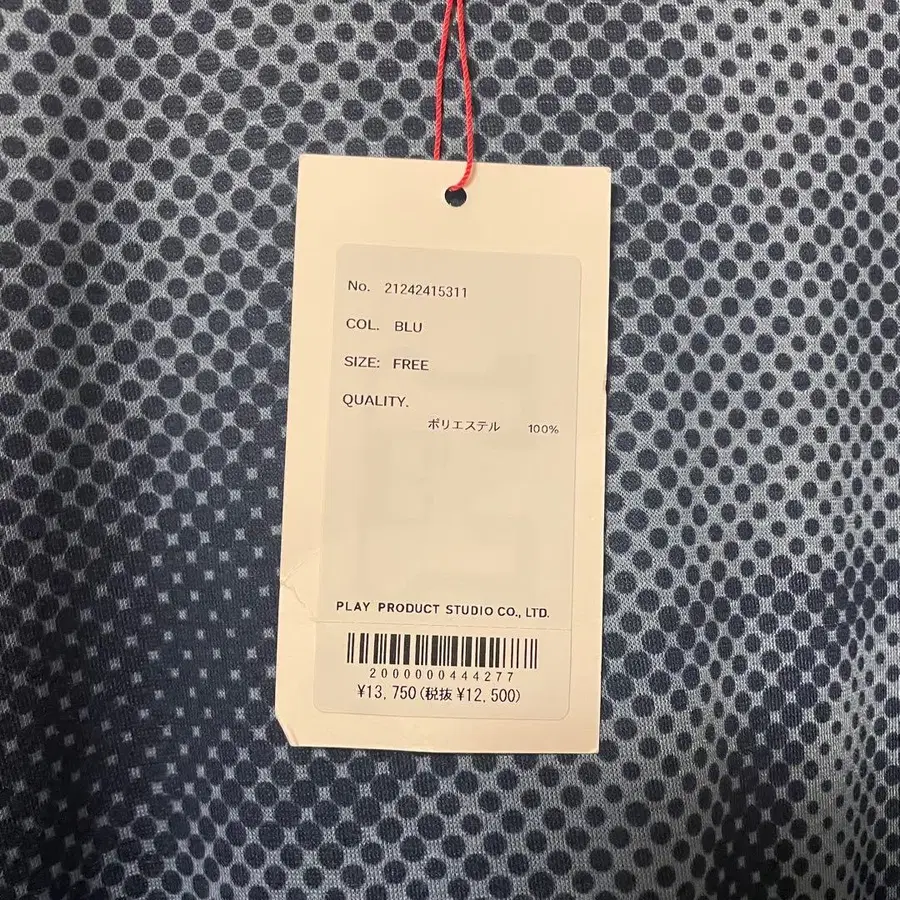 No. 21242415311
COL. BLU
SIZE: FREE
QUALITY.
ポリエステル 100%
PLAY PRODUCT STUDIO CO., LTD.
2000000444277
¥13,750(税抜 ¥12,500)